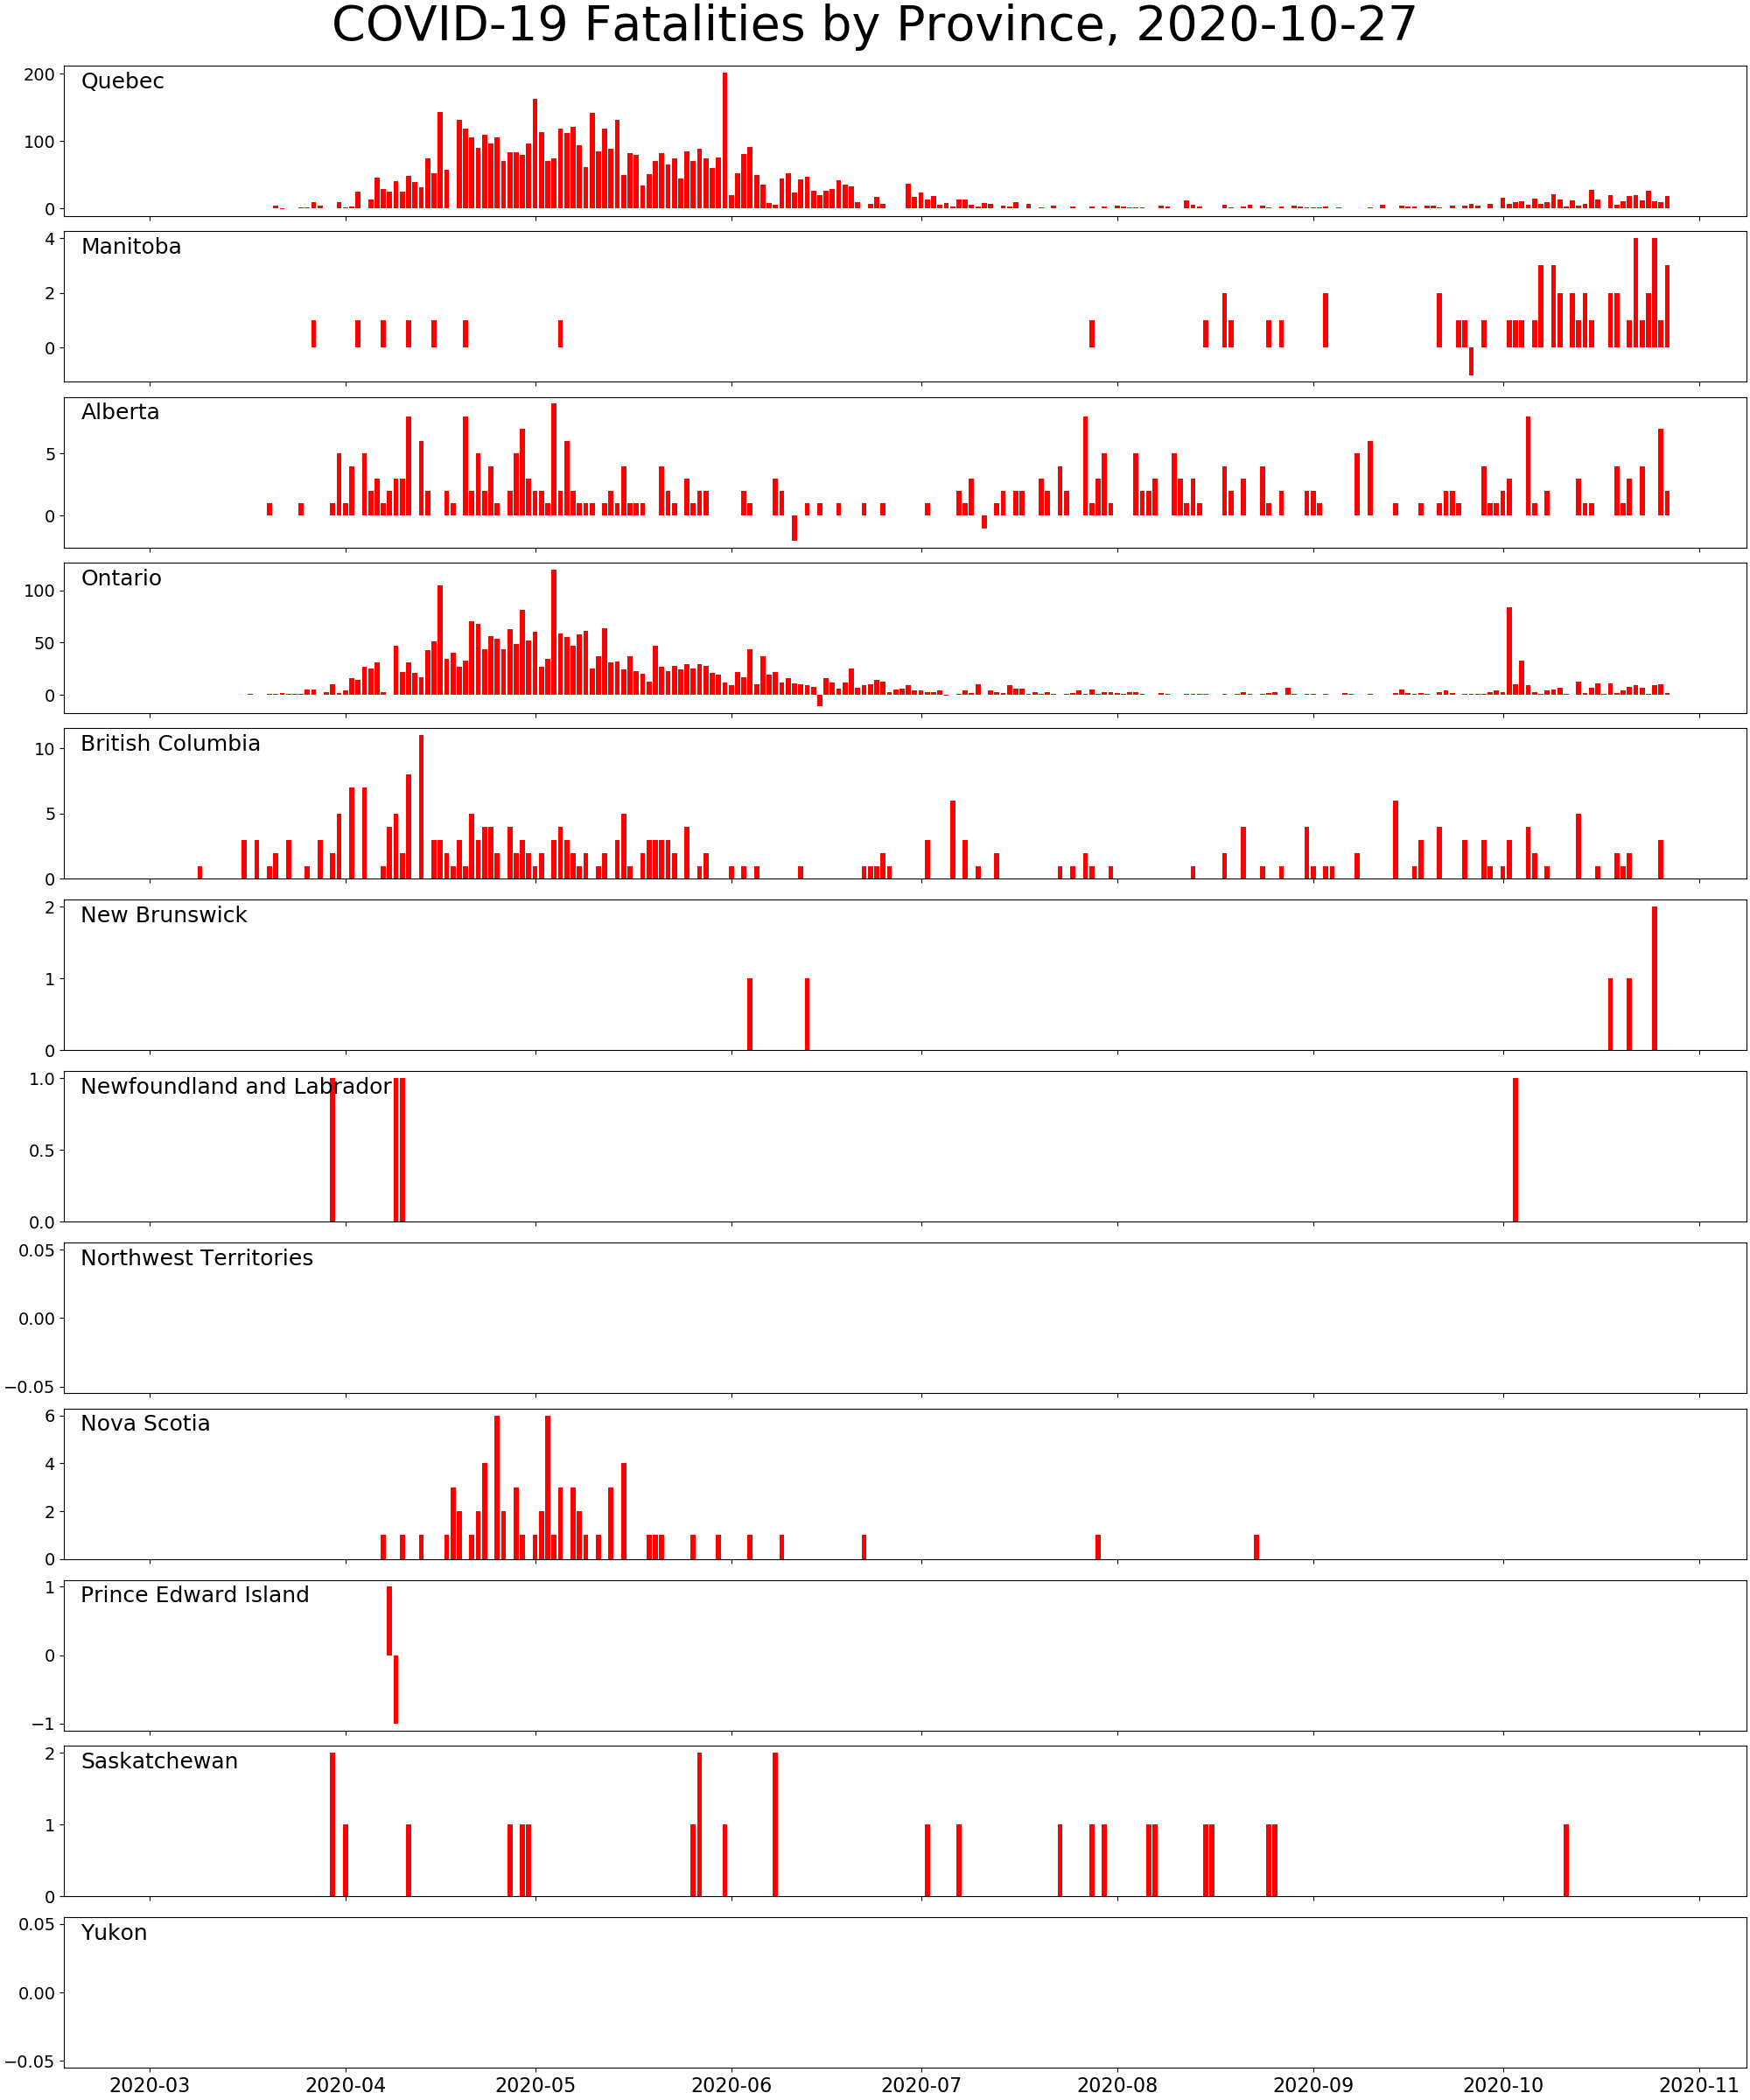 COVID-19 Fatalities by Province, 2020-10-27
Quebec
200
100
0
Manitoba
4
2
0
Alberta
5
0
Ontario
100
50
0
British Columbia
10
5
0
New Brunswick
2
1
0
Newfoundland and Labrador
1.0
0.5
0.0
Northwest Territories
0.05
0.00
−0.05
Nova Scotia
6
4
2
0
Prince Edward Island
1
0
−1
Saskatchewan
2
1
0
Yukon
0.05
0.00
−0.05
2020-03 2020-04 2020-05 2020-06 2020-07 2020-08 2020-09 2020-10 2020-11